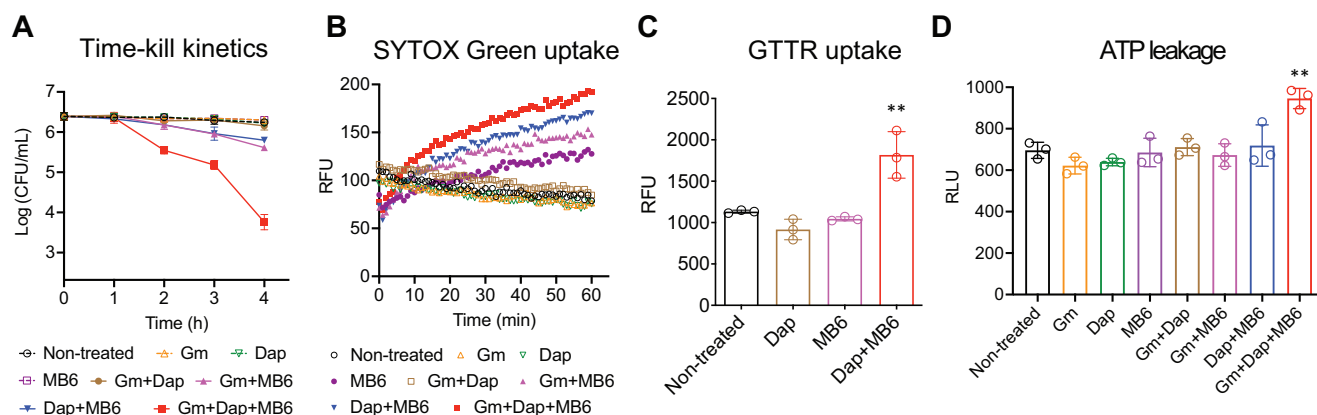 A
Time-kill kinetics
Log (CFU/mL)
7
6
5
4
3
0 1 2 3 4
Time (h)
Non-treated Gm Dap
MB6 Gm+Dap Gm+MB6
Dap+MB6 Gm+Dap+MB6
B
SYTOX Green uptake
RFU
200
150
100
50
0
0 10 20 30 40 50 60
Time (min)
Non-treated Gm Dap
MB6 Gm+Dap Gm+MB6
Dap+MB6 Gm+Dap+MB6
C
GTTR uptake
RFU
2500
2000
1500
1000
500
0
**
Non-treated
Dap
MB6
Dap+MB6
D
ATP leakage
RLU
1000
800
600
400
200
0
**
Non-treated
Gm
Dap
MB6
Gm+Dap
Gm+MB6
Dap+MB6
Gm+Dap+MB6